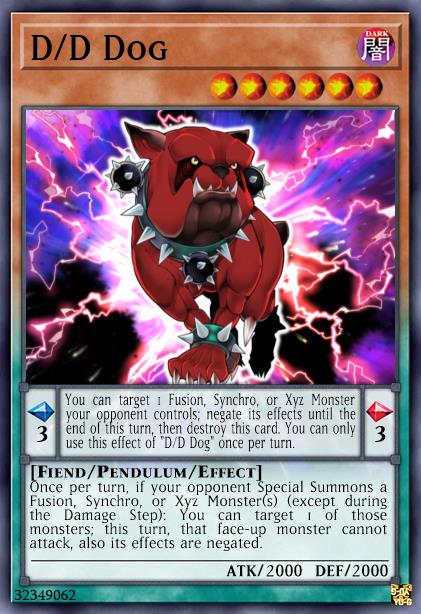 D/D Dog
DARK
闇
You can target 1 Fusion, Synchro, or Xyz Monster
your opponent controls; negate its effects until the
end of this turn, then destroy this card. You can only
use this effect of "D/D Dog" once per turn.
3
3
[Fiend/Pendulum/Effect]
Once per turn, if your opponent Special Summons a
Fusion, Synchro, or Xyz Monster(s) (except during
the Damage Step): You can target 1 of those
monsters; this turn, that face-up monster cannot
attack, also its effects are negated.
ATK/2000 DEF/2000
32349062